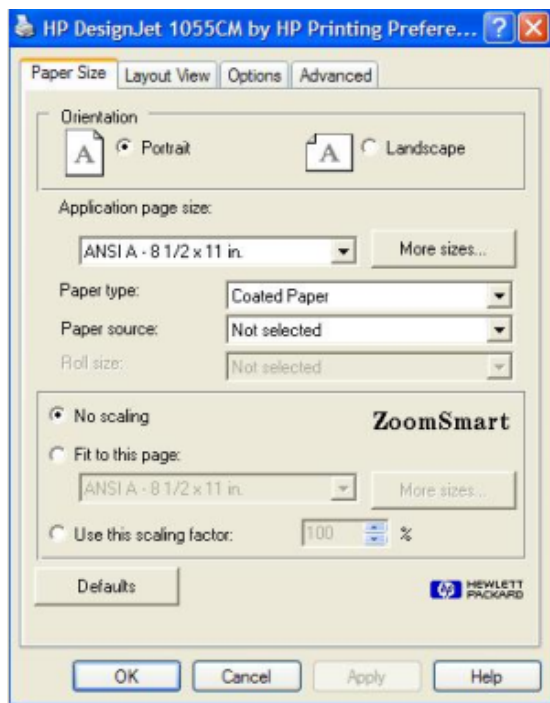 HP DesignJet 1055CM by HP Printing Prefere... ?
Paper Size Layout View Options Advanced
Orientation
A Portrait A Landscape
Application page size:
ANSI A - 8 1/2 x 11 in. More sizes...
Paper type: Coated Paper
Paper source: Not selected
Roll size: Not selected
No scaling ZoomSmart
Fit to this page:
ANSI A - 8 1/2 x 11 in. More sizes...
Use this scaling factor: 100 %
Defaults hp HEWLETT
PACKARD
OK Cancel Apply Help